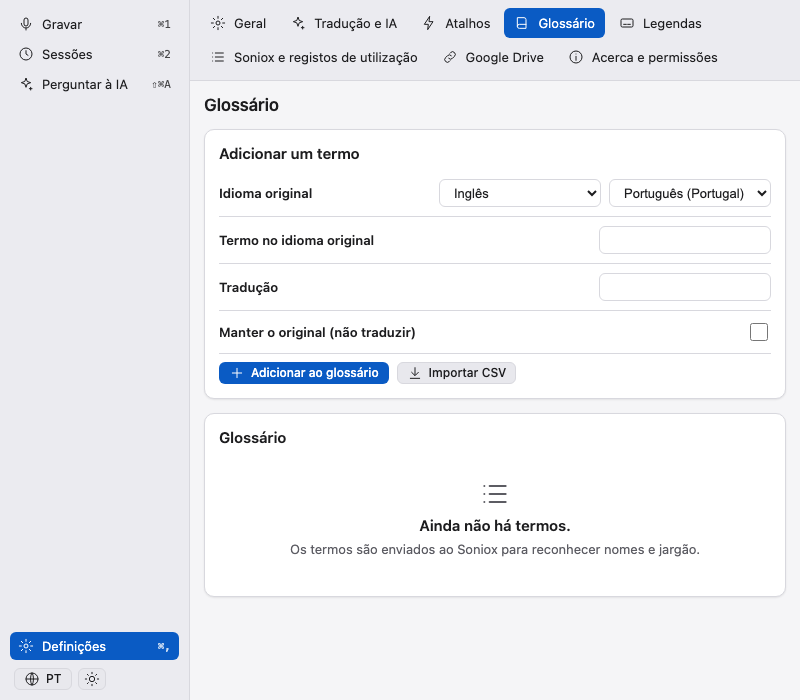 Gravar ⌘1
Sessões ⌘2
Perguntar à IA ⇧⌘A
Geral Tradução e IA Atalhos Glossário Legendas
Soniox e registos de utilização Google Drive Acerca e permissões
Glossário
Adicionar um termo
Idioma original Inglês Português (Portugal)
Termo no idioma original
Tradução
Manter o original (não traduzir)
Adicionar ao glossário Importar CSV
Glossário
Ainda não há termos.
Os termos são enviados ao Soniox para reconhecer nomes e jargão.
Definições ⌘,
PT